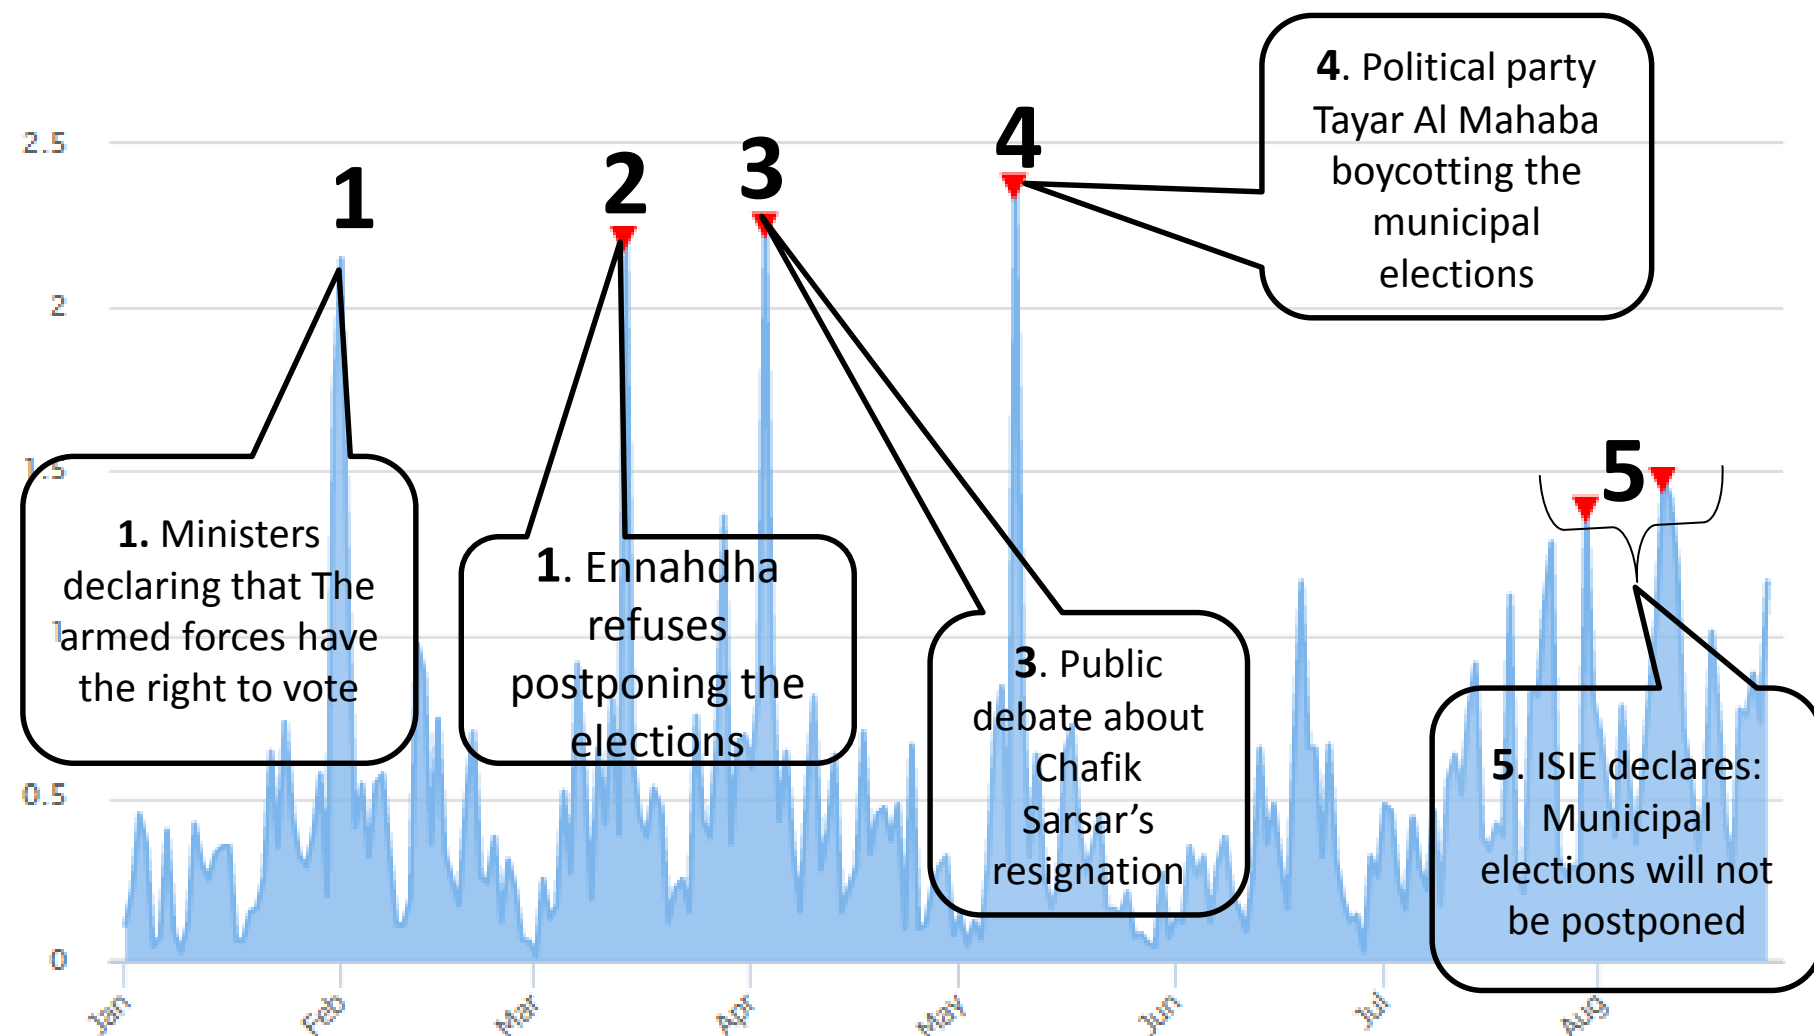 4. Political party
Tayar Al Mahaba
boycotting the
municipal
elections
1
2
3
4
5
1. Ministers
declaring that The
armed forces have
the right to vote
1. Ennahdha
refuses
postponing the
elections
3. Public
debate about
Chafik
Sarsar’s
resignation
5. ISIE declares:
Municipal
elections will not
be postponed
2.5
2
1.5
1
0.5
0
Jan
Feb
Mar
Apr
May
Jun
Jul
Aug